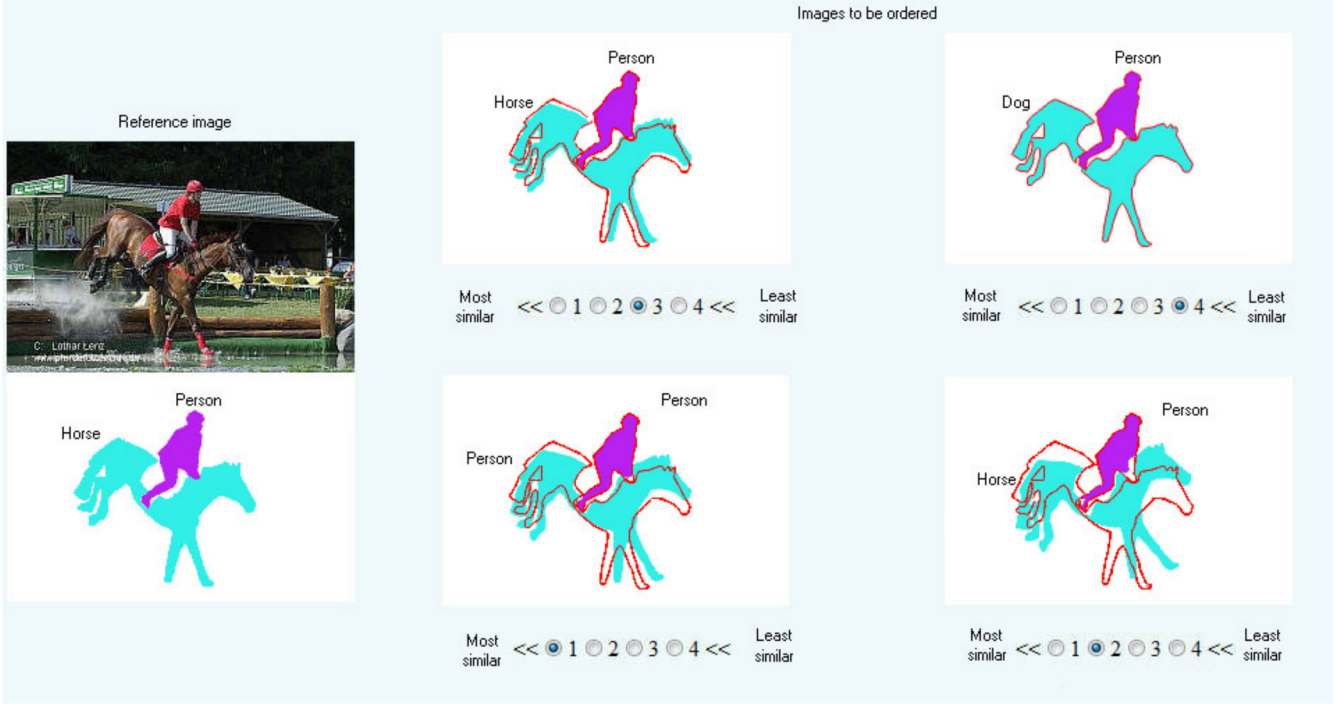 Images to be ordered
Reference image
C: Lothar Lenz
Person
Horse
Person
Horse
Most similar << 1 2 3 4 << Least similar
Person
Dog
Most similar << 1 2 3 4 << Least similar
Person
Person
Most similar << 1 2 3 4 << Least similar
Person
Horse
Most similar << 1 2 3 4 << Least similar